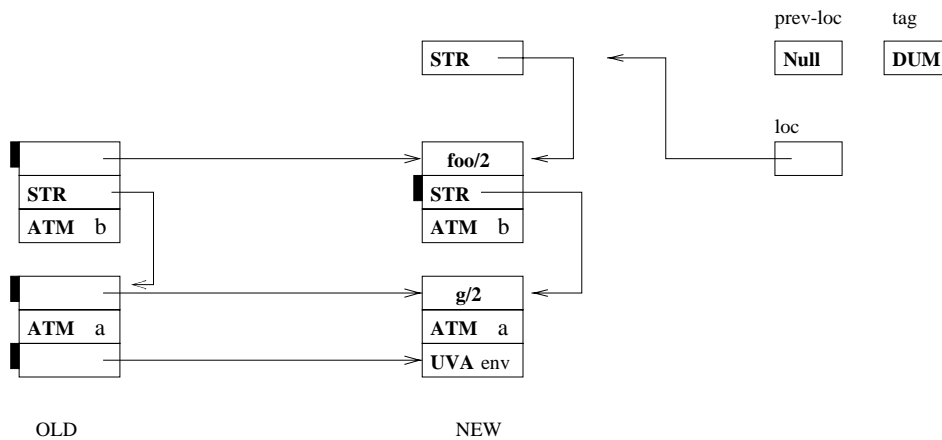 prev-loc tag
STR Null DUM
loc
foo/2
STR STR
ATM b ATM b
g/2
ATM a ATM a
UVA env
OLD NEW